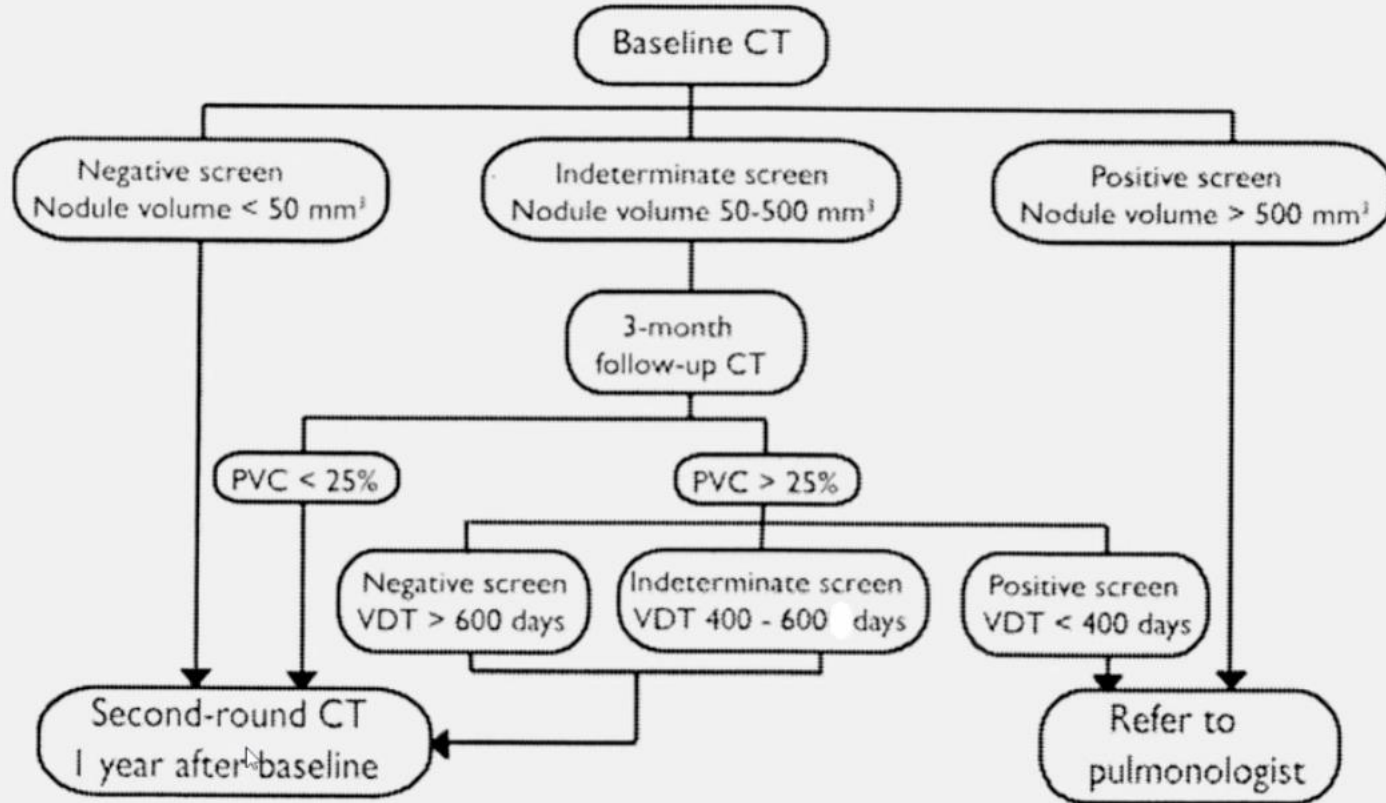 Baseline CT
Negative screen
Nodule volume < 50 mm³
Indeterminate screen
Nodule volume 50-500 mm³
Positive screen
Nodule volume > 500 mm³
3-month
follow-up CT
PVC < 25%
PVC > 25%
Negative screen
VDT > 600 days
Indeterminate screen
VDT 400 - 600 days
Positive screen
VDT < 400 days
Second-round CT
1 year after baseline
Refer to
pulmonologist